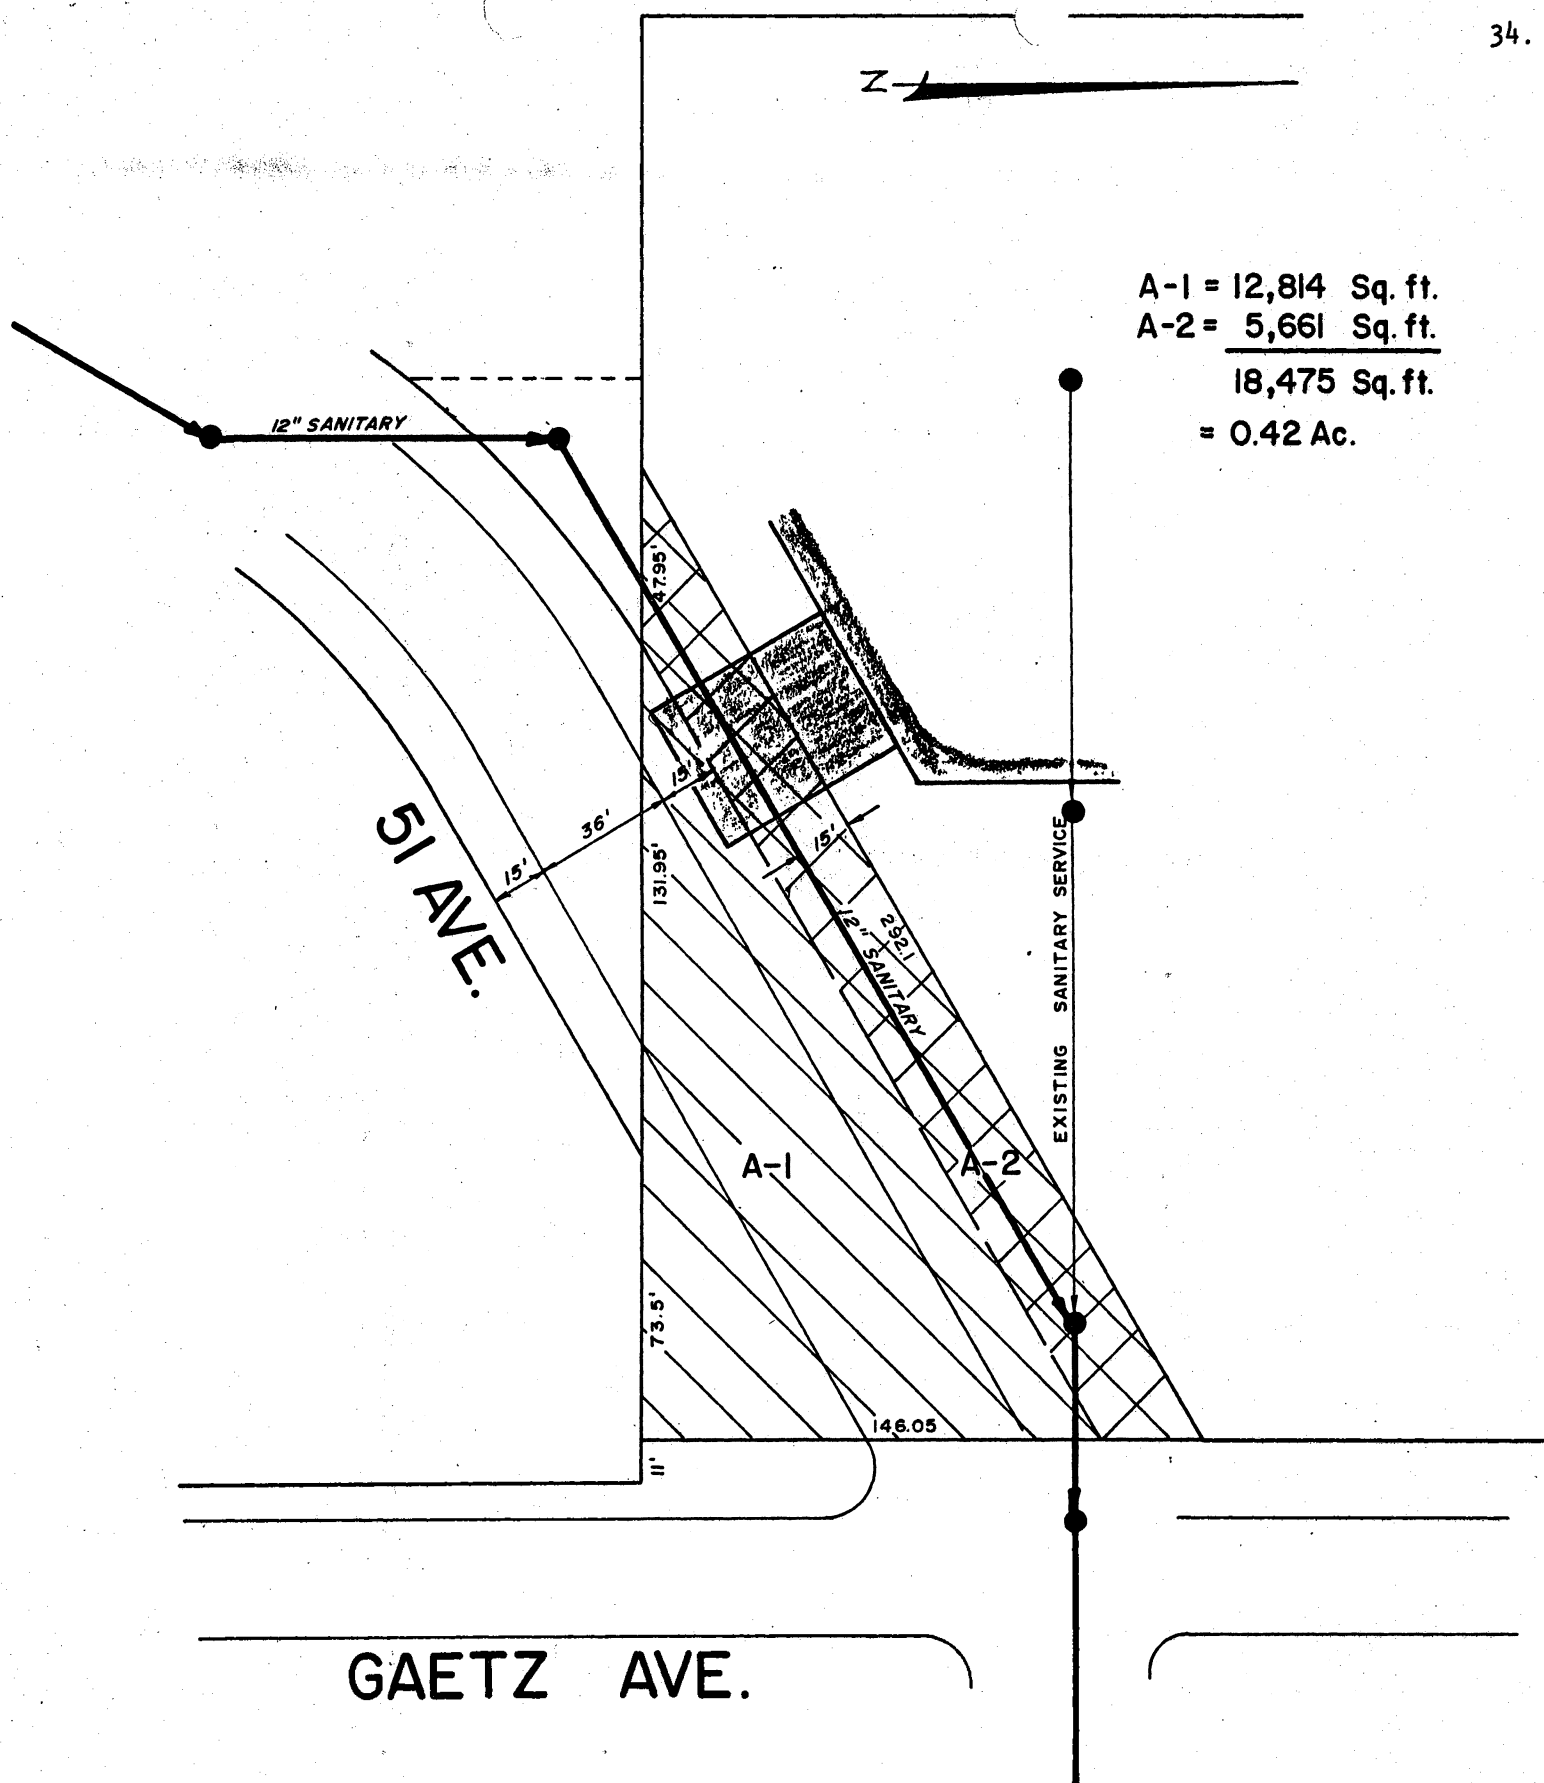 34.
N
A-1 = 12,814 Sq. ft.
A-2 = 5,661 Sq. ft.
18,475 Sq. ft.
= 0.42 Ac.
12" SANITARY
47.95'
15'
36'
15'
15'
131.95'
51 AVE.
292.1
12" SANITARY
EXISTING SANITARY SERVICE
A-1
A-2
73.5'
146.05
11'
GAETZ AVE.